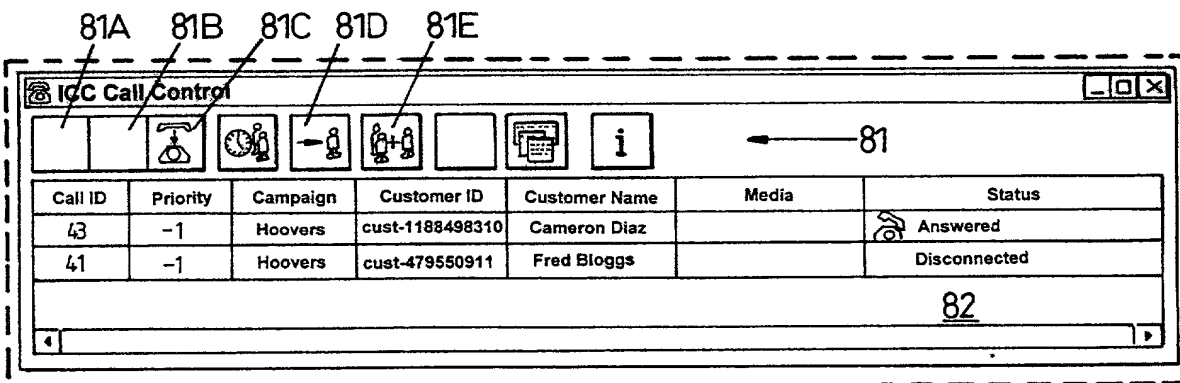 81A 81B 81C 81D 81E
ICC Call Control
i 81
Call ID Priority Campaign Customer ID Customer Name Media Status
43 -1 Hoovers cust-1188498310 Cameron Diaz Answered
41 -1 Hoovers cust-479550911 Fred Bloggs Disconnected
82